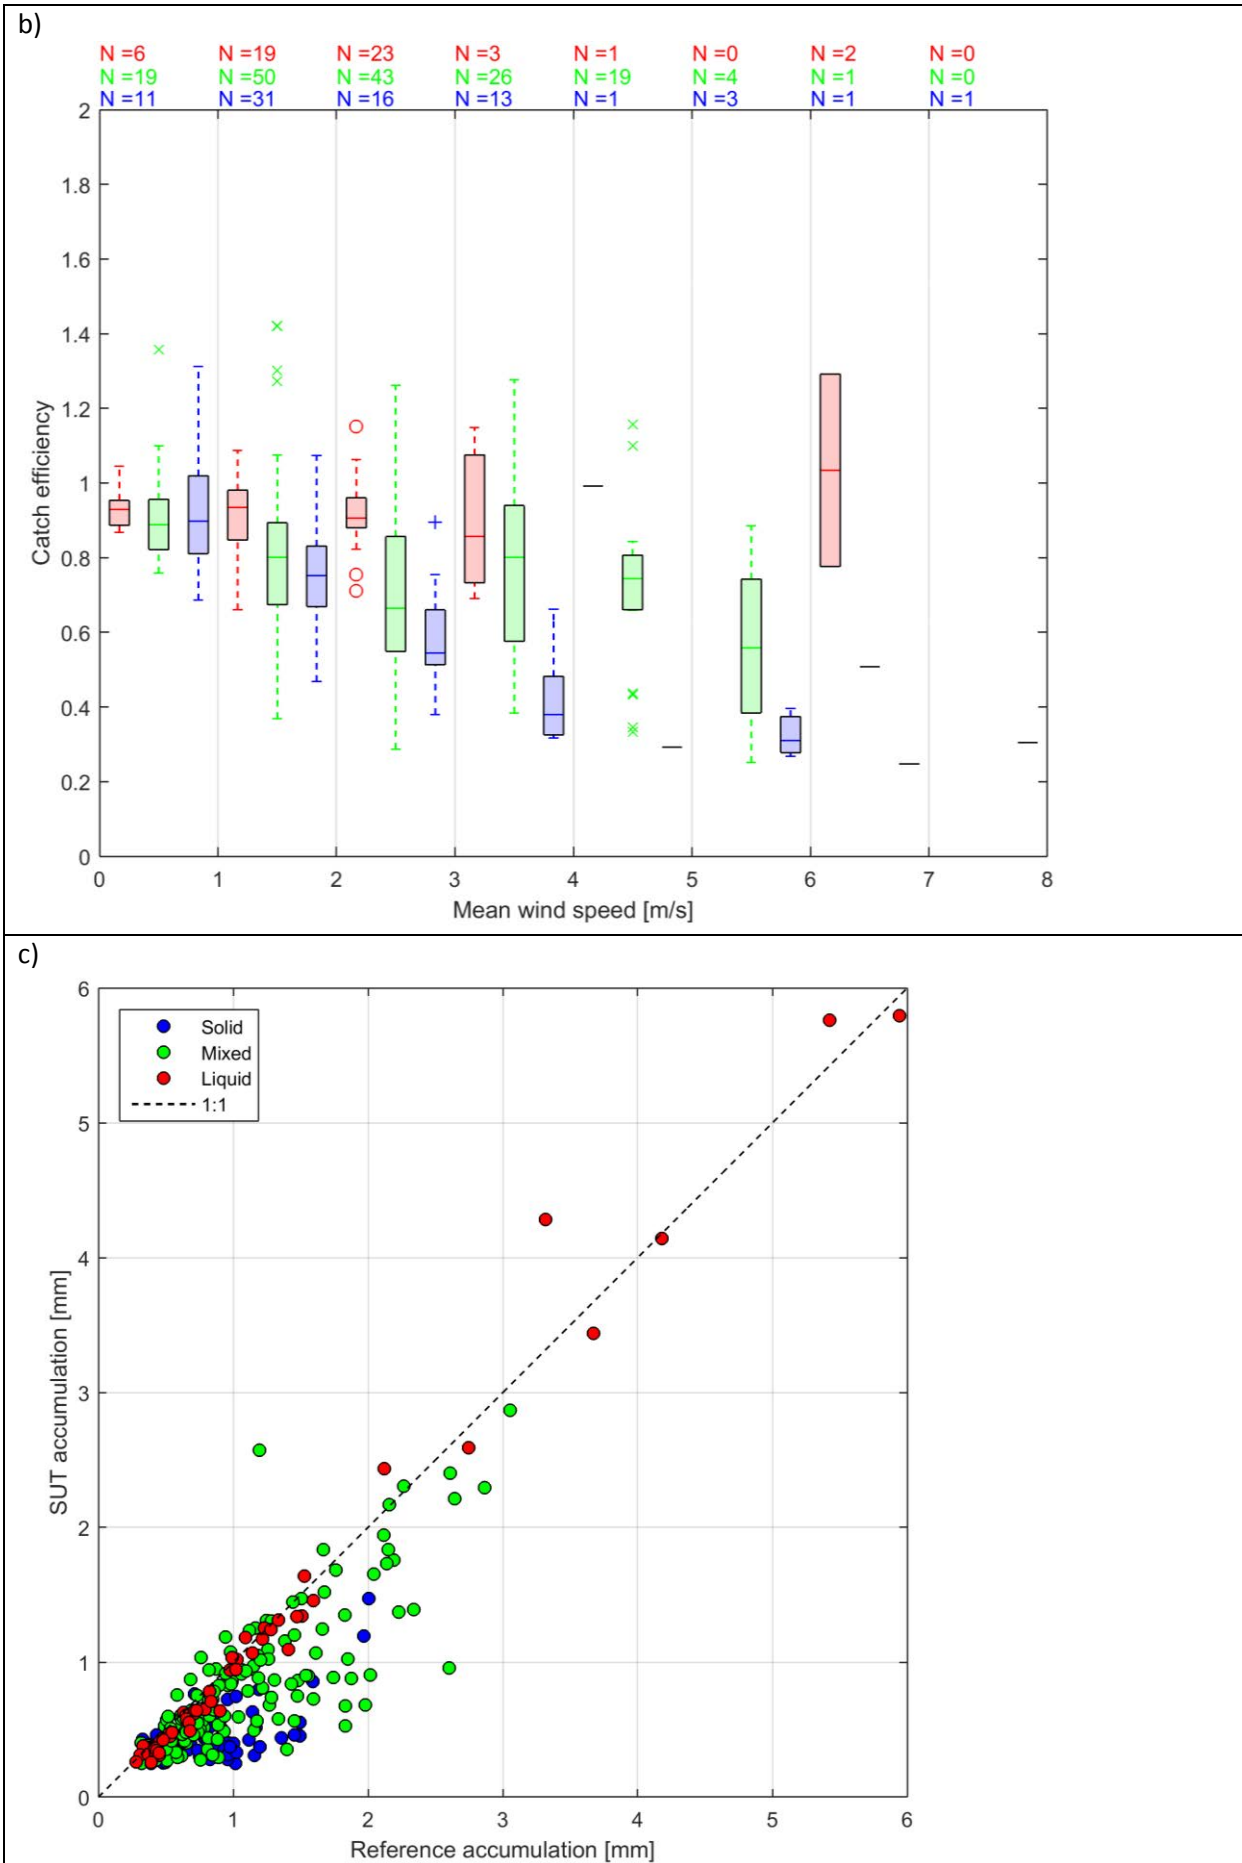 b)
N =6 N =19 N =23 N =3 N =1 N =0 N =2 N =0
N =19 N =50 N =43 N =26 N =19 N =4 N =1 N =0
N =11 N =31 N =16 N =13 N =1 N =3 N =1 N =1
2
1.8
1.6
1.4
1.2
1
0.8
0.6
0.4
0.2
0
Catch efficiency
0 1 2 3 4 5 6 7 8
Mean wind speed [m/s]
c)
6
5
4
3
2
1
0
SUT accumulation [mm]
Solid
Mixed
Liquid
1:1
0 1 2 3 4 5 6
Reference accumulation [mm]